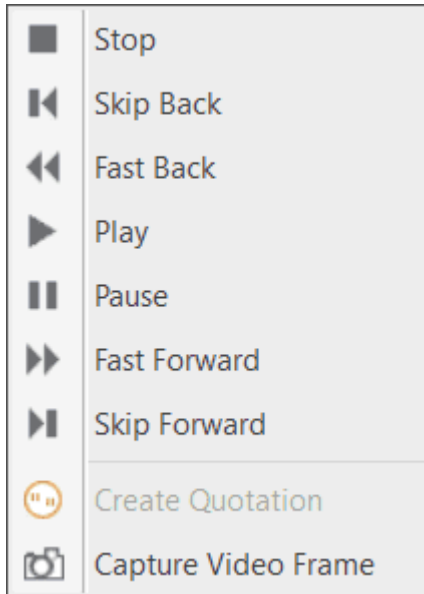 Stop
Skip Back
Fast Back
Play
Pause
Fast Forward
Skip Forward
Create Quotation
Capture Video Frame